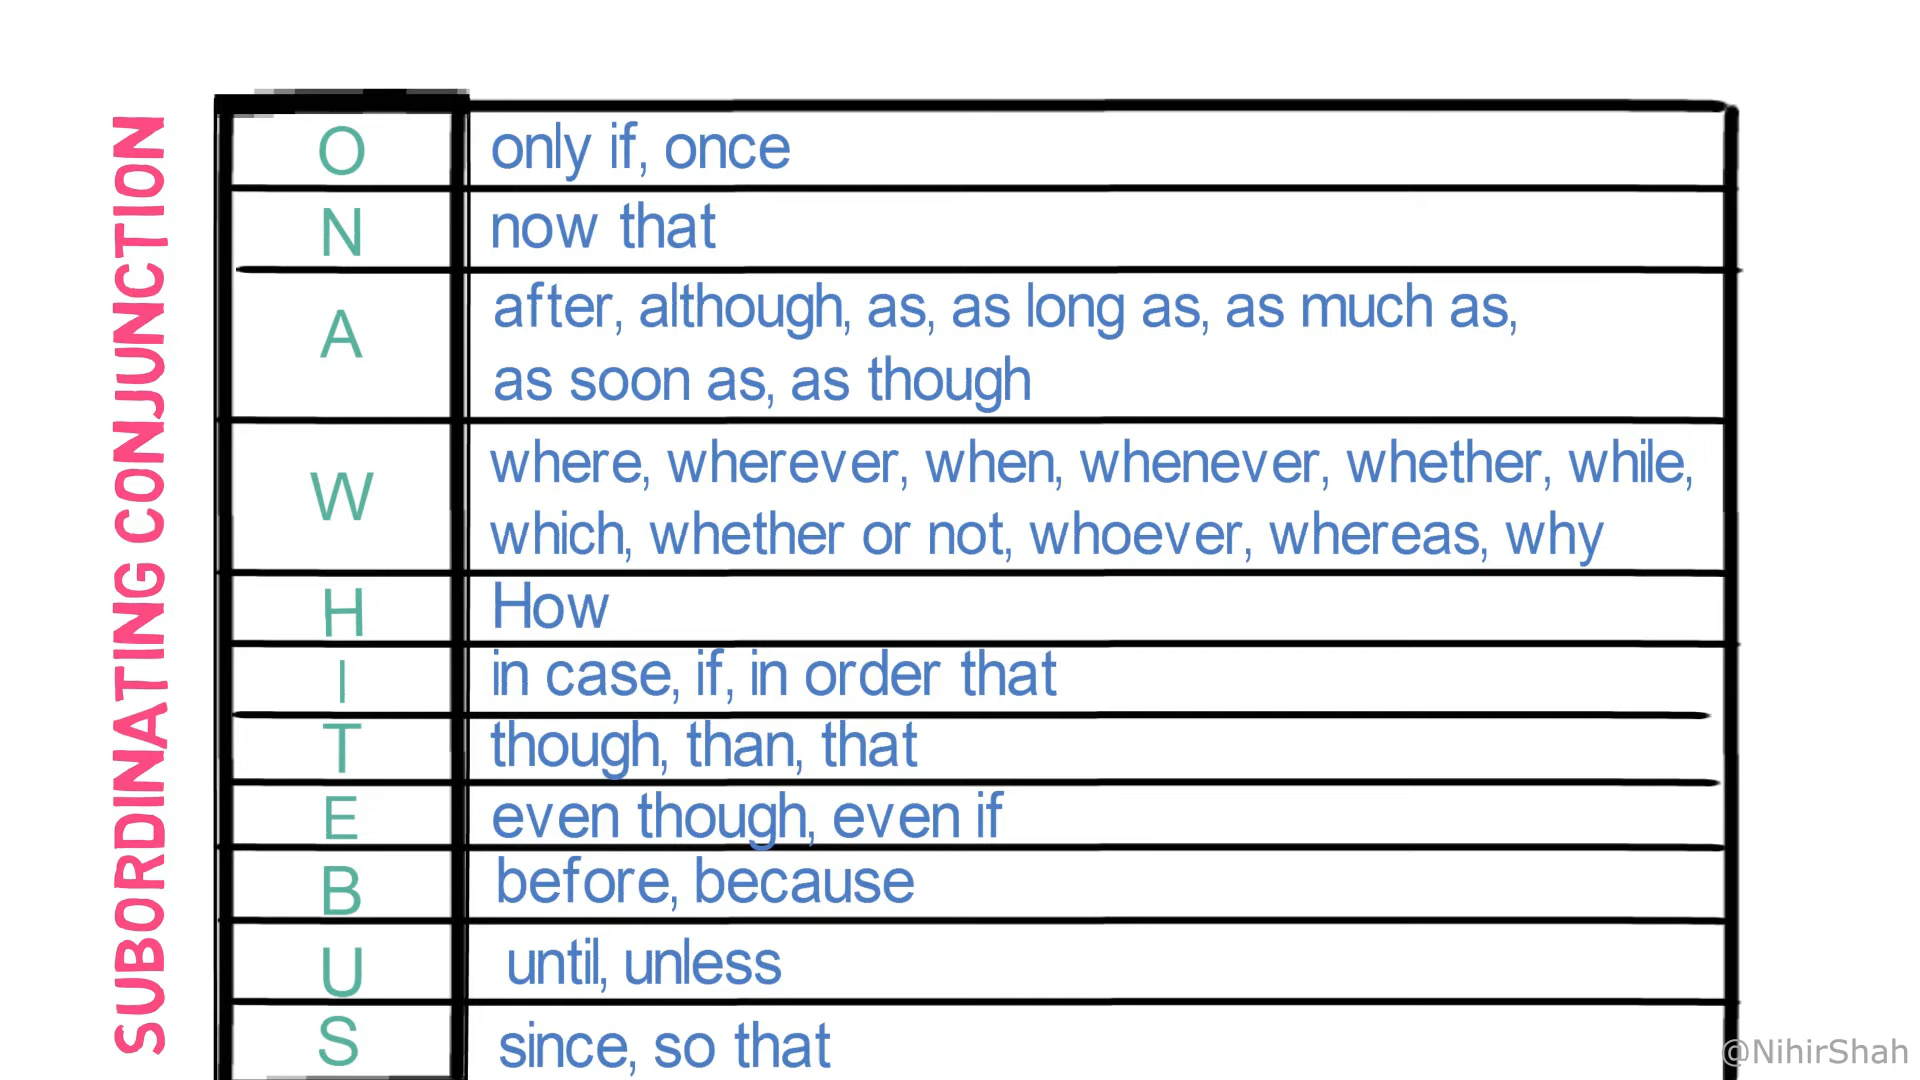 SUBORDINATING CONJUNCTION
O only if, once
N now that
A after, although, as, as long as, as much as,
as soon as, as though
W where, wherever, when, whenever, whether, while,
which, whether or not, whoever, whereas, why
H How
I in case, if, in order that
T though, than, that
E even though, even if
B before, because
U until, unless
S since, so that
@NihirShah